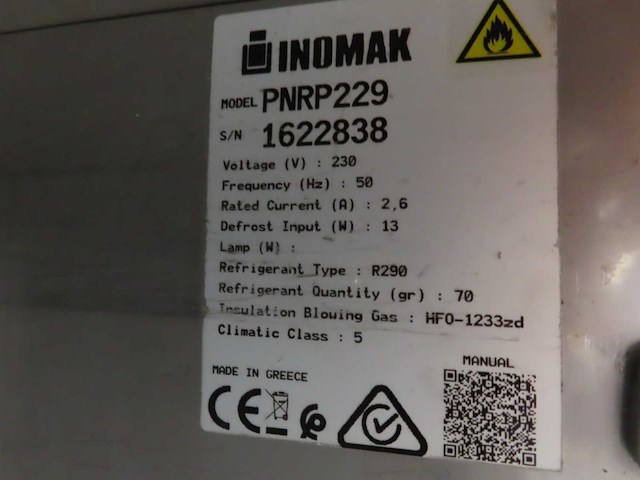 INOMAK
MODEL PNRP229
S/N 1622838
Voltage (V) : 230
Frequency (Hz) : 50
Rated Current (A) : 2,6
Defrost Input (W) : 13
Lamp (W) :
Refrigerant Type : R290
Refrigerant Quantity (gr) : 70
Insulation Blowing Gas : HFO-1233zd
Climatic Class : 5
MADE IN GREECE
MANUAL
CE